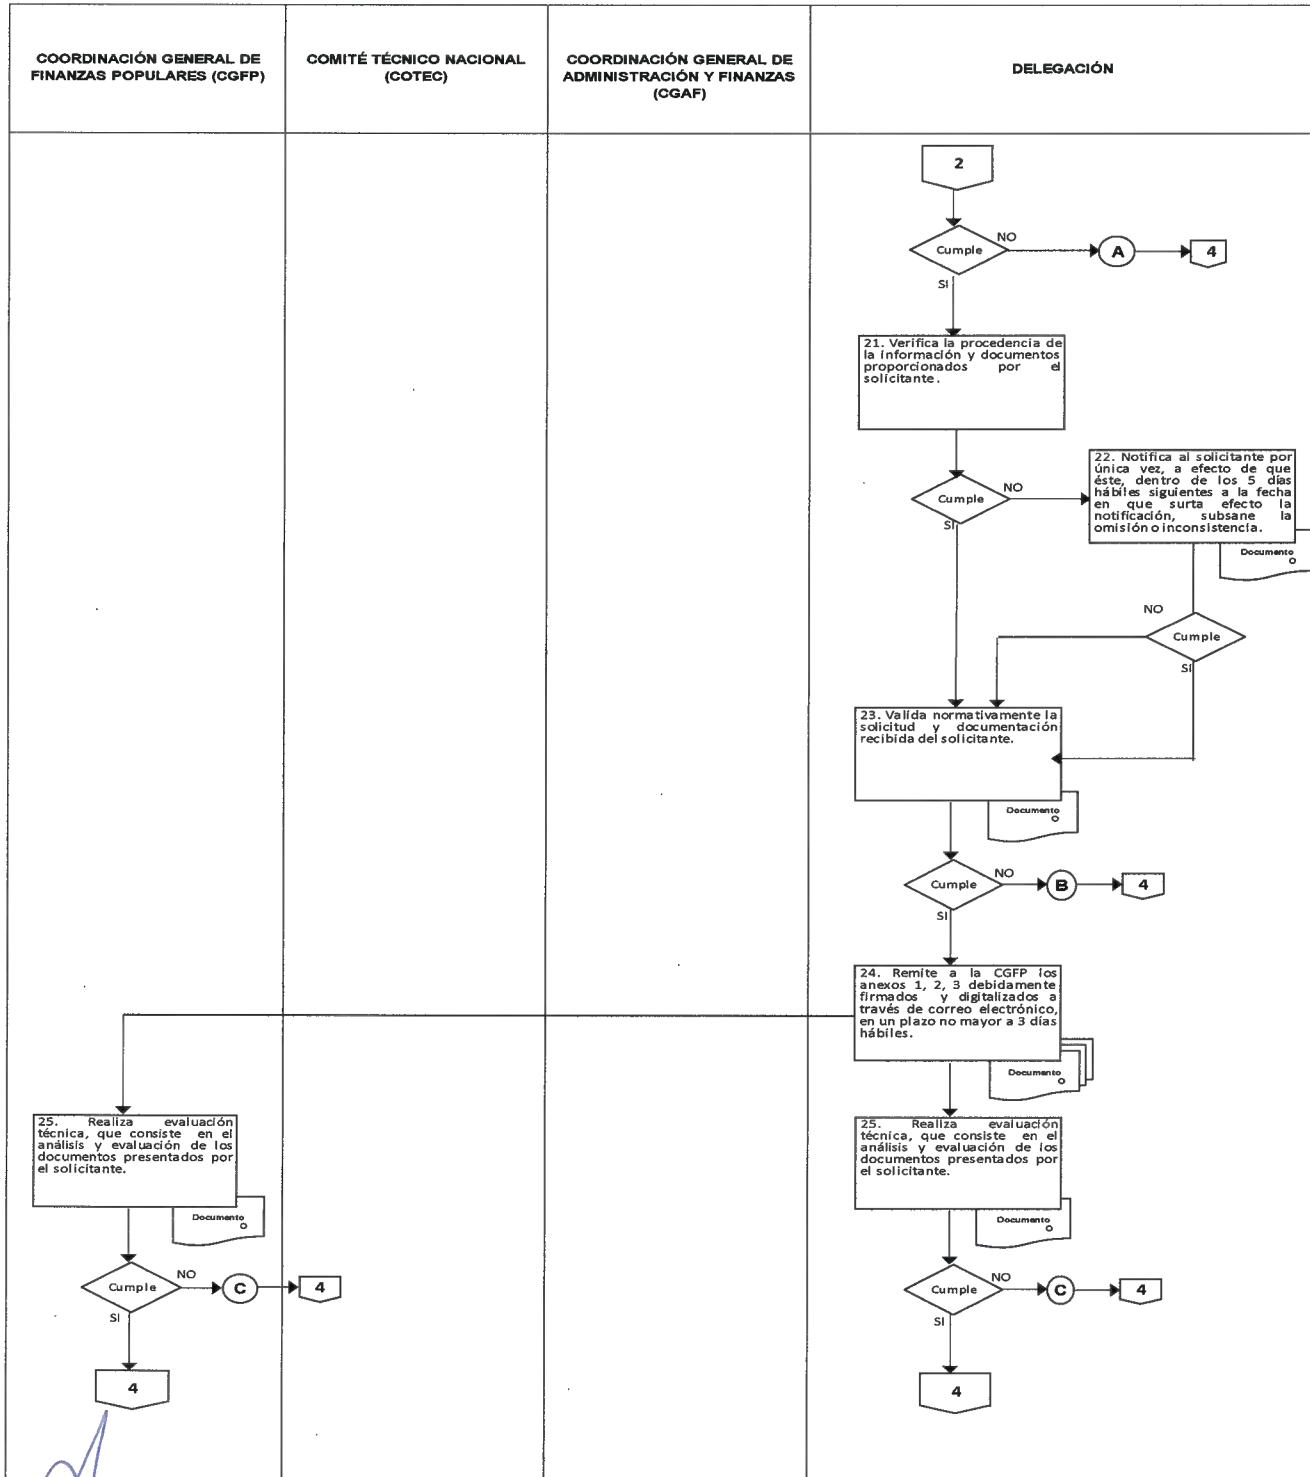 COORDINACIÓN GENERAL DE
FINANZAS POPULARES (CGFP)
COMITÉ TÉCNICO NACIONAL
(COTEC)
COORDINACIÓN GENERAL DE
ADMINISTRACIÓN Y FINANZAS
(CGAF)
DELEGACIÓN
2
Cumple
NO
A
4
SI
21. Verifica la procedencia de
la información y documentos
proporcionados por el
solicitante.
Cumple
NO
SI
22. Notifica al solicitante por
única vez, a efecto de que
éste, dentro de los 5 días
hábiles siguientes a la fecha
en que surta efecto la
notificación, subsane la
omisión o inconsistencia.
Documento
O
NO
Cumple
SI
23. Valida normativamente la
solicitud y documentación
recibida del solicitante.
Documento
O
Cumple
NO
B
4
SI
24. Remite a la CGFP los
anexos 1, 2, 3 debidamente
firmados y digitalizados a
través de correo electrónico,
en un plazo no mayor a 3 días
hábiles.
Documento
O
25. Realiza evaluación
técnica, que consiste en el
análisis y evaluación de los
documentos presentados por
el solicitante.
Documento
O
Cumple
NO
C
4
SI
4
25. Realiza evaluación
técnica, que consiste en el
análisis y evaluación de los
documentos presentados por
el solicitante.
Documento
O
Cumple
NO
C
4
SI
4